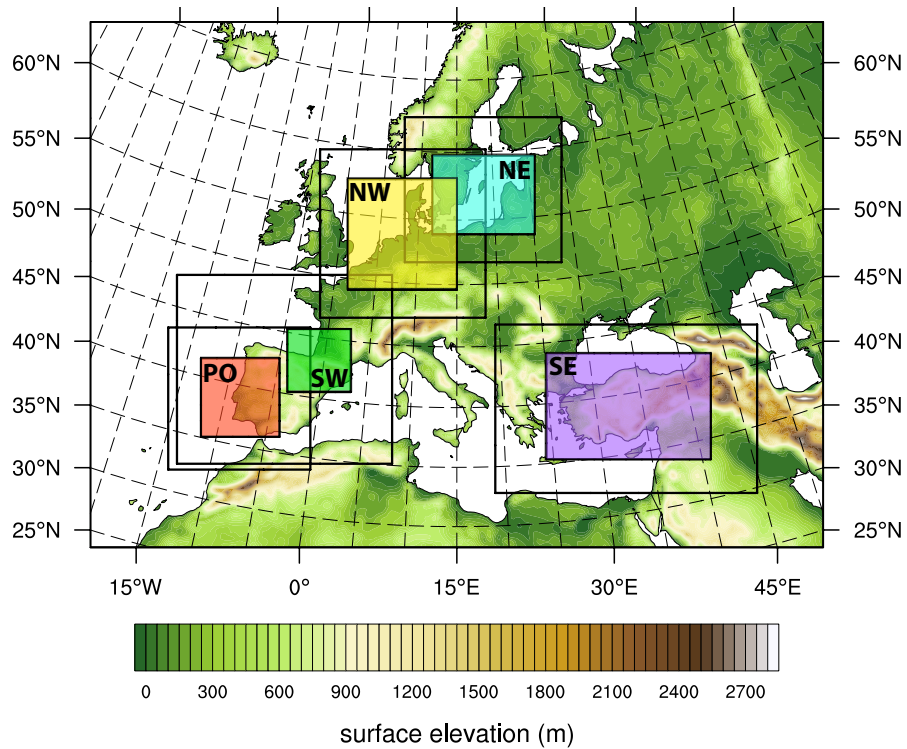 60°N 60°N
55°N 55°N
NE
NW
50°N 50°N
45°N 45°N
40°N 40°N
SE
PO
SW
35°N 35°N
30°N 30°N
25°N 25°N
15°W 0° 15°E 30°E 45°E
0 300 600 900 1200 1500 1800 2100 2400 2700
surface elevation (m)